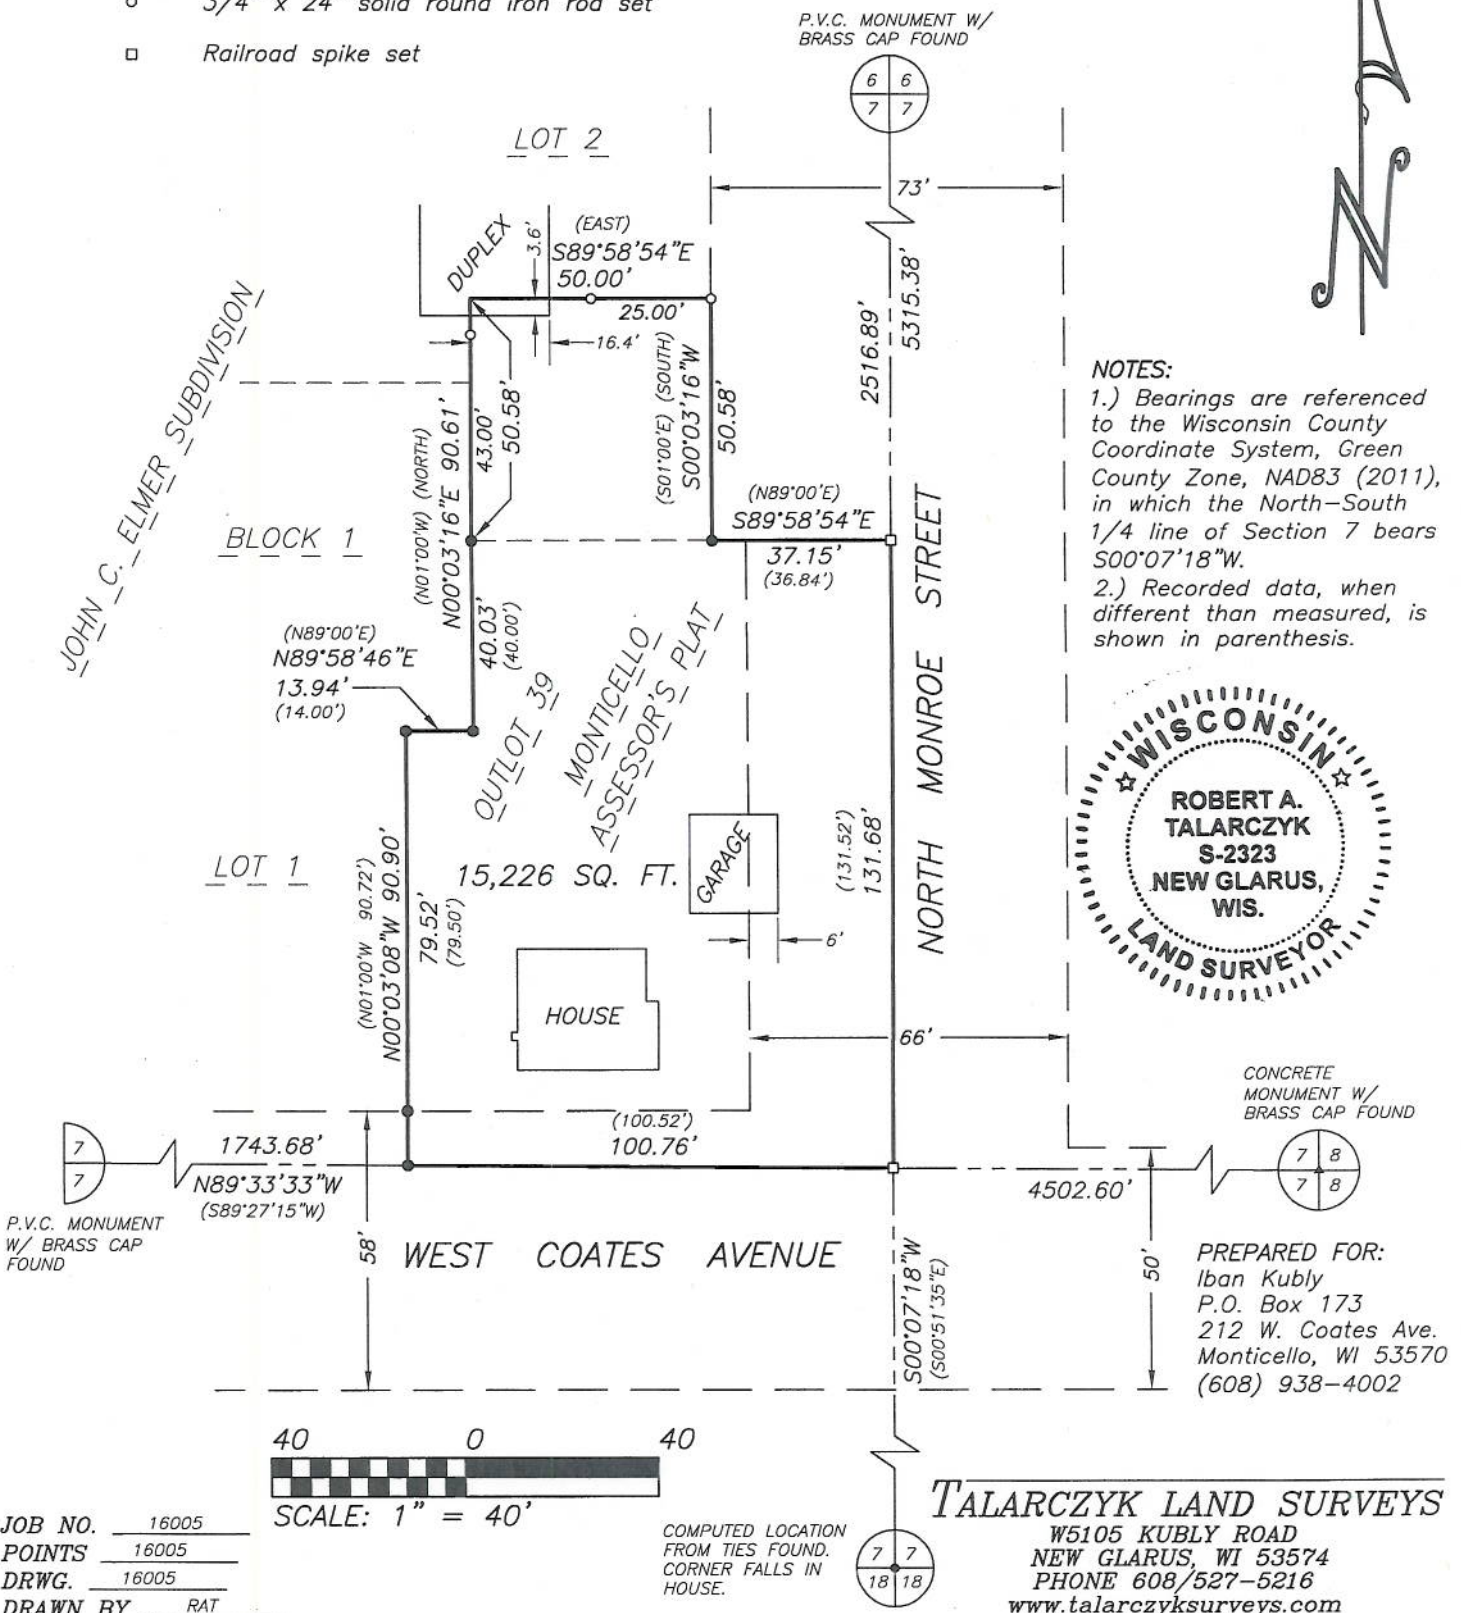 3/4" x 24" solid round iron rod set
Railroad spike set
P.V.C. MONUMENT W/
BRASS CAP FOUND
6 6
7 7
N
LOT 2
73'
DUPLEX
3.6'
(EAST)
S89°58'54"E
50.00'
25.00'
16.4'
50.58'
43.00'
(N01°00'W) (NORTH)
N00°03'16"E 90.61'
(S01°00'E) (SOUTH)
S00°03'16"W
50.58'
2516.89'
5315.38'
JOHN C. ELMER SUBDIVISION
BLOCK 1
(N89°00'E)
S89°58'54"E
37.15'
(36.84')
NOTES:
1.) Bearings are referenced
to the Wisconsin County
Coordinate System, Green
County Zone, NAD83 (2011),
in which the North-South
1/4 line of Section 7 bears
S00°07'18"W.
2.) Recorded data, when
different than measured, is
shown in parenthesis.
(N89°00'E)
N89°58'46"E
13.94'
(14.00')
40.03'
(40.00')
OUTLOT 39
MONTICELLO
ASSESSOR'S PLAT
NORTH MONROE STREET
WISCONSIN
ROBERT A.
TALARCZYK
S-2323
NEW GLARUS,
WIS.
LAND SURVEYOR
LOT 1
15,226 SQ. FT.
GARAGE
(131.52')
131.68'
(N01°00'W 90.72')
N00°03'08"W 90.90'
79.52'
(79.50')
6'
HOUSE
66'
CONCRETE
MONUMENT W/
BRASS CAP FOUND
7 8
7 8
7
7
P.V.C. MONUMENT
W/ BRASS CAP
FOUND
1743.68'
N89°33'33"W
(S89°27'15"W)
(100.52')
100.76'
4502.60'
58'
WEST COATES AVENUE
S00°07'18"W
(S00°51'35"E)
50'
PREPARED FOR:
Iban Kubly
P.O. Box 173
212 W. Coates Ave.
Monticello, WI 53570
(608) 938-4002
40 0 40
SCALE: 1" = 40'
JOB NO. 16005
POINTS 16005
DRWG. 16005
DRAWN BY RAT
COMPUTED LOCATION
FROM TIES FOUND.
CORNER FALLS IN
HOUSE.
7 7
18 18
TALARCZYK LAND SURVEYS
W5105 KUBLY ROAD
NEW GLARUS, WI 53574
PHONE 608/527-5216
www.talarczyksurveys.com